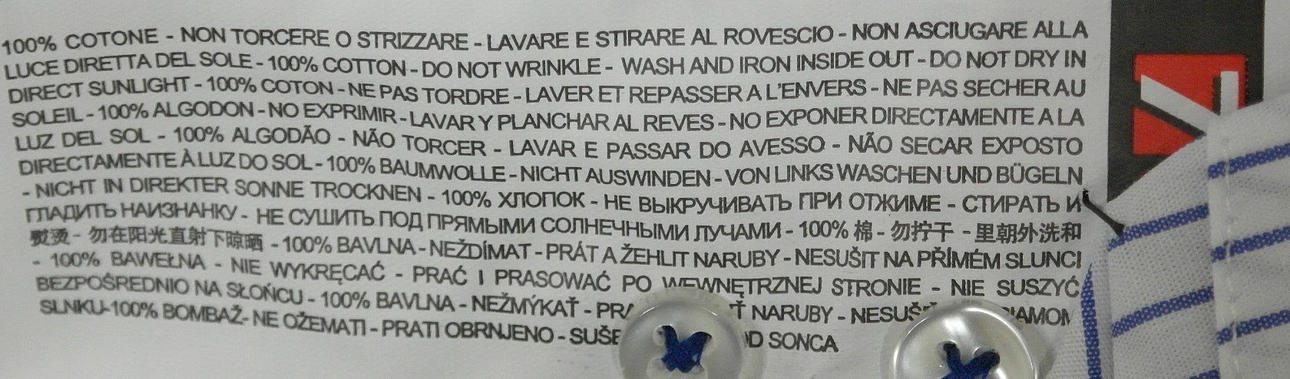 100% COTONE - NON TORCERE O STRIZZARE - LAVARE E STIRARE AL ROVESCIO - NON ASCIUGARE ALLA
LUCE DIRETTA DEL SOLE - 100% COTTON - DO NOT WRINKLE - WASH AND IRON INSIDE OUT - DO NOT DRY IN
DIRECT SUNLIGHT - 100% COTON - NE PAS TORDRE - LAVER ET REPASSER A L'ENVERS - NE PAS SECHER AU
SOLEIL - 100% ALGODON - NO EXPRIMIR - LAVAR Y PLANCHAR AL REVES - NO EXPONER DIRECTAMENTE A LA
LUZ DEL SOL - 100% ALGODÃO - NÃO TORCER - LAVAR E PASSAR DO AVESSO - NÃO SECAR EXPOSTO
DIRECTAMENTE À LUZ DO SOL - 100% BAUMWOLLE - NICHT AUSWINDEN - VON LINKS WASCHEN UND BÜGELN
- NICHT IN DIREKTER SONNE TROCKNEN - 100% ХЛОПОК - НЕ ВЫКРУЧИВАТЬ ПРИ ОТЖИМЕ - СТИРАТЬ И
ГЛАДИТЬ НАИЗНАНКУ - НЕ СУШИТЬ ПОД ПРЯМЫМИ СОЛНЕЧНЫМИ ЛУЧАМИ - 100% 棉 - 勿拧干 - 里朝外洗和
熨烫 - 勿在阳光直射下晾晒 - 100% BAVLNA - NEŽDÍMAT - PRÁT A ŽEHLIT NARUBY - NESUŠIT NA PŘÍMÉM SLUNCI
- 100% BAWEŁNA - NIE WYKRĘCAĆ - PRAĆ I PRASOWAĆ PO WEWNĘTRZNEJ STRONIE - NIE SUSZYĆ
BEZPOŚREDNIO NA SŁOŃCU - 100% BAVLNA - NEŽMÝKAŤ - NARUBY -
SLNKU-100% BOMBAŽ- NE OŽEMATI - PRATI OBRNJENO - SONCA